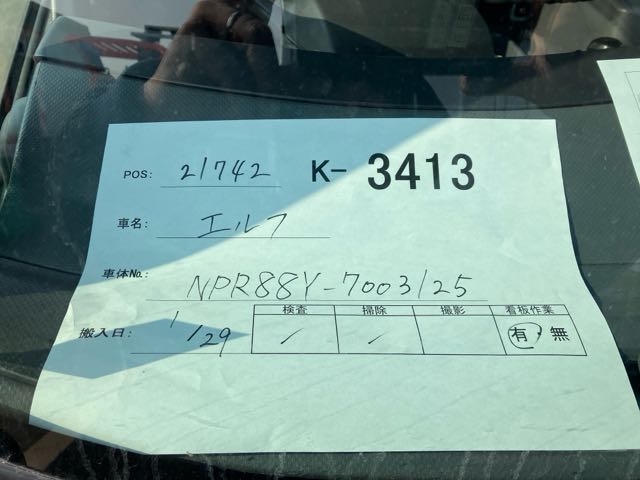 POS: 21742 K- 3413
車名: エルフ
車体No. NPR88Y-7003125
搬入日: 1/29
検査 掃除 撮影 看板作業
✓ ✓ 有 無